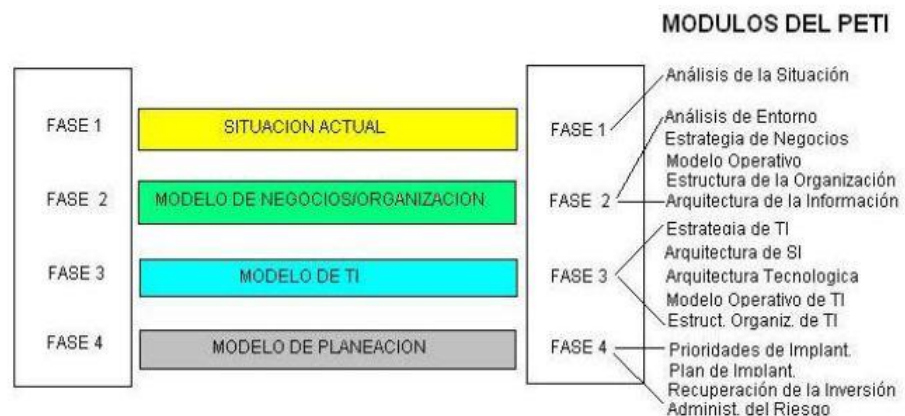 MODULOS DEL PETI
FASE 1
SITUACION ACTUAL
FASE 1
Análisis de la Situación
FASE 2
MODELO DE NEGOCIOS/ORGANIZACION
FASE 2
Análisis de Entorno
Estrategia de Negocios
Modelo Operativo
Estructura de la Organización
Arquitectura de la Información
FASE 3
MODELO DE TI
FASE 3
Estrategia de TI
Arquitectura de SI
Arquitectura Tecnologica
Modelo Operativo de TI
Estruct. Organiz. de TI
FASE 4
MODELO DE PLANEACION
FASE 4
Prioridades de Implant.
Plan de Implant.
Recuperación de la Inversión
Administ. del Riesgo